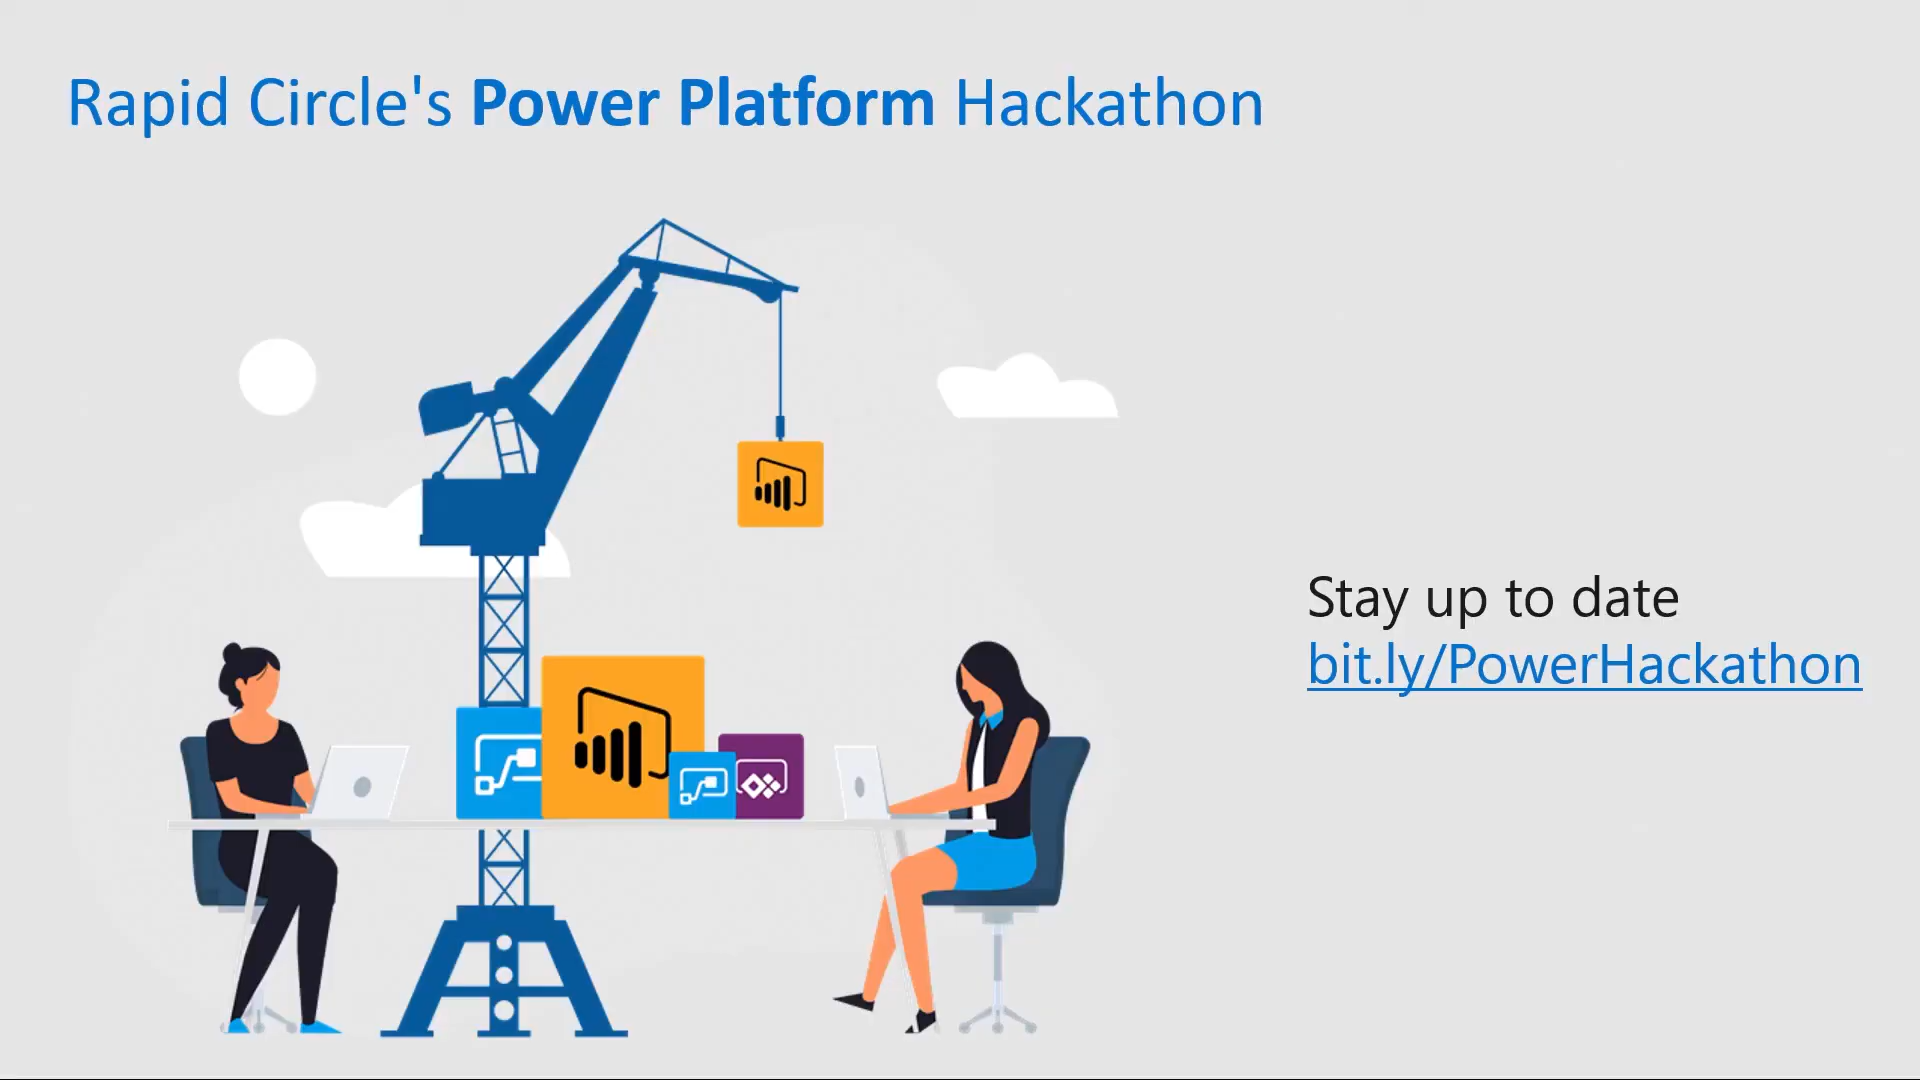 Rapid Circle's Power Platform Hackathon
Stay up to date
bit.ly/PowerHackathon